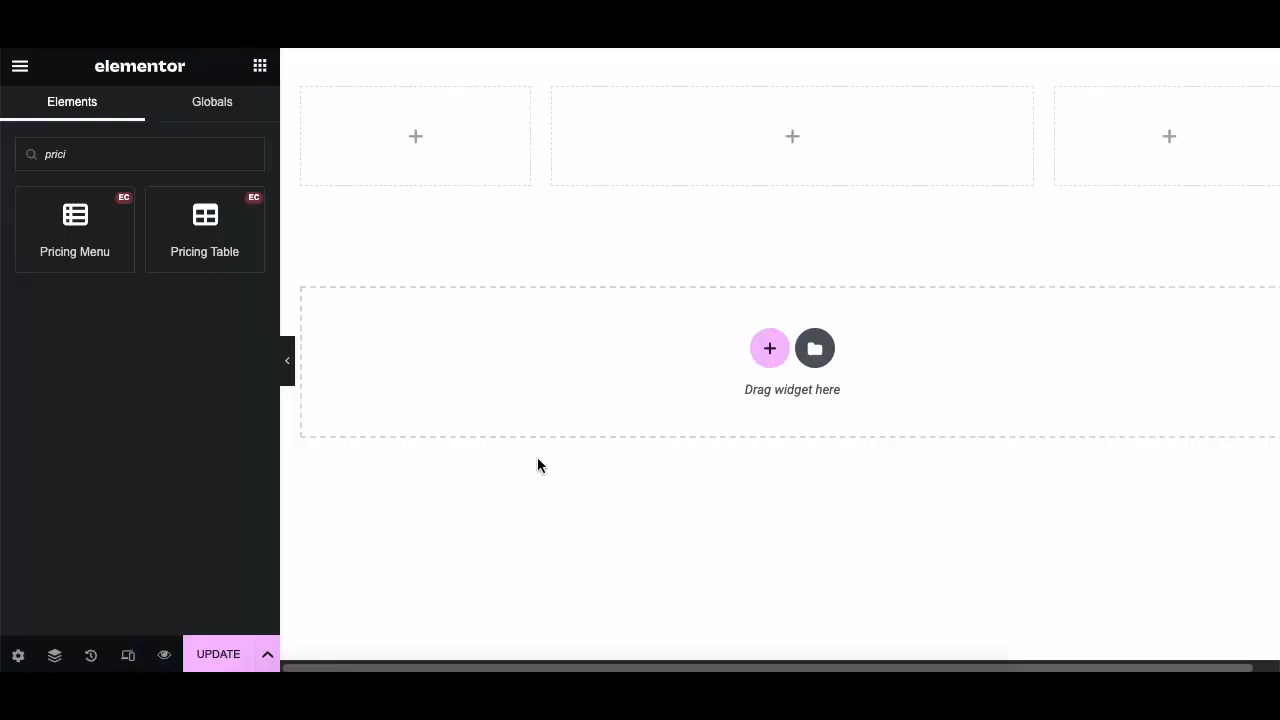 elementor
Elements
Globals
prici
EC
EC
Pricing Menu
Pricing Table
Drag widget here
UPDATE